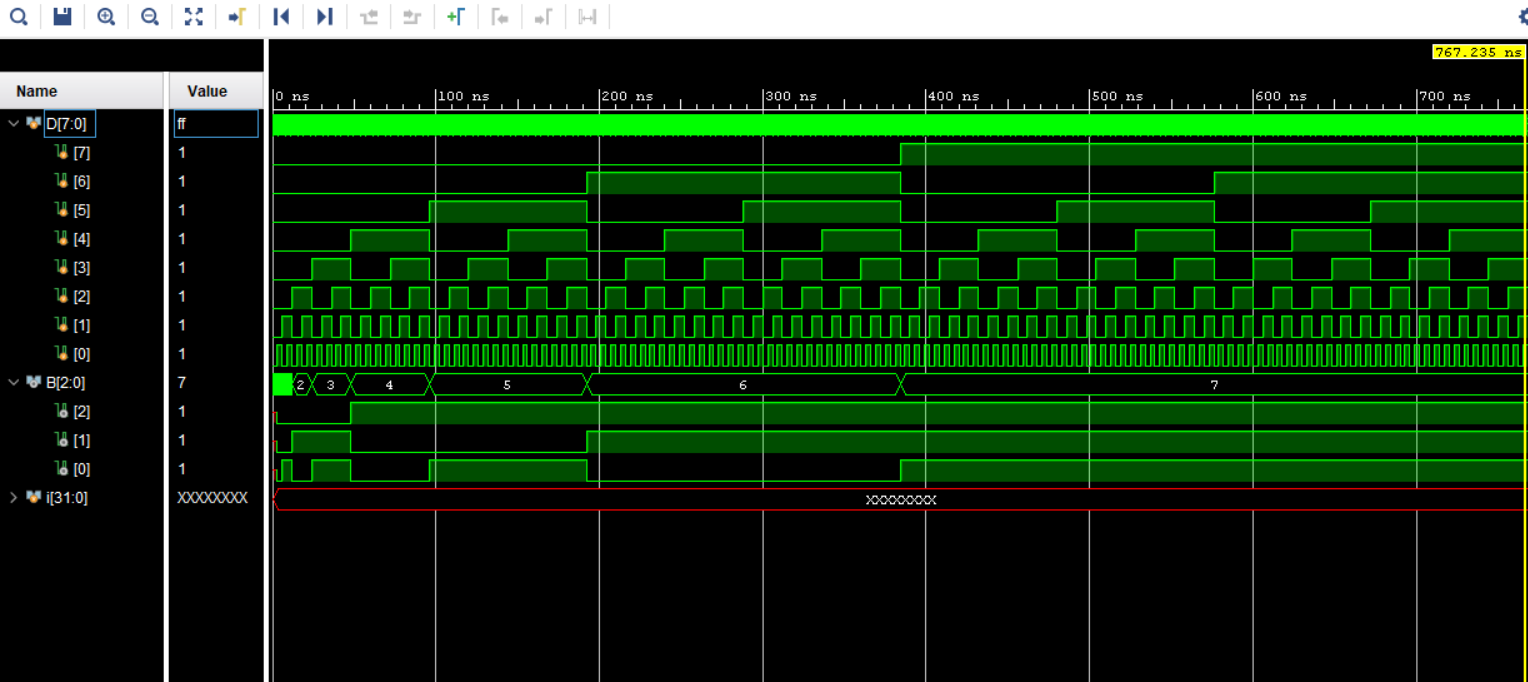 767.235 ns
Name Value
0 ns 100 ns 200 ns 300 ns 400 ns 500 ns 600 ns 700 ns
D[7:0] ff
[7] 1
[6] 1
[5] 1
[4] 1
[3] 1
[2] 1
[1] 1
[0] 1
B[2:0] 7 2 3 4 5 6 7
[2] 1
[1] 1
[0] 1
i[31:0] XXXXXXXX XXXXXXXX